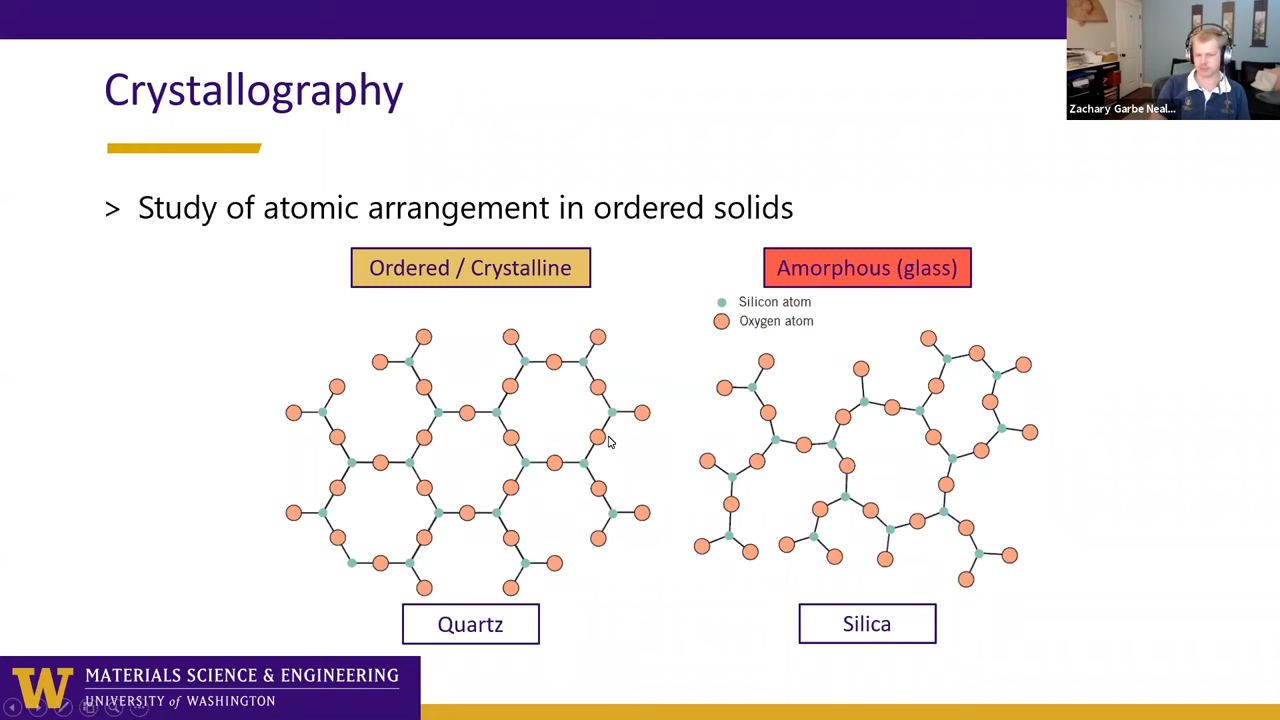 Zachary Garbe Neal...
Crystallography
> Study of atomic arrangement in ordered solids
Ordered / Crystalline
Amorphous (glass)
Silicon atom
Oxygen atom
Quartz
Silica
W
MATERIALS SCIENCE & ENGINEERING
UNIVERSITY of WASHINGTON